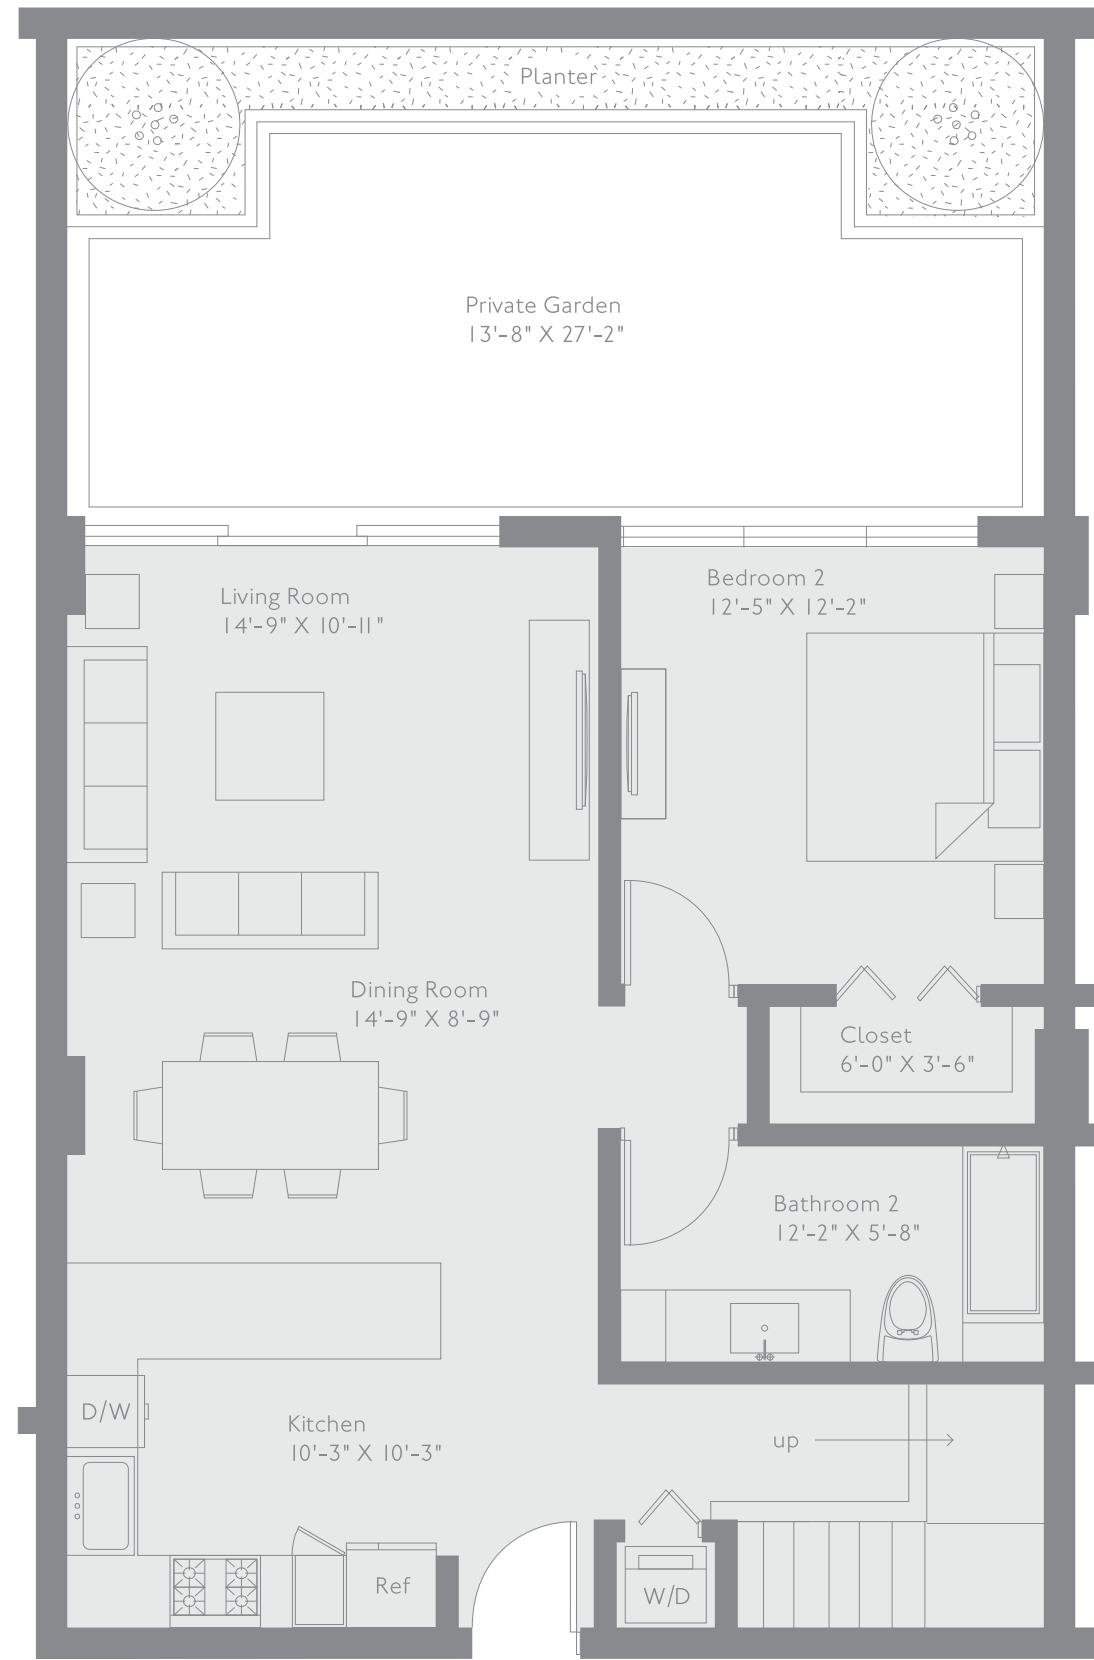 Planter
Private Garden
13'-8" X 27'-2"
Living Room
14'-9" X 10'-11"
Bedroom 2
12'-5" X 12'-2"
Dining Room
14'-9" X 8'-9"
Closet
6'-0" X 3'-6"
Bathroom 2
12'-2" X 5'-8"
D/W
Kitchen
10'-3" X 10'-3"
up
Ref
W/D